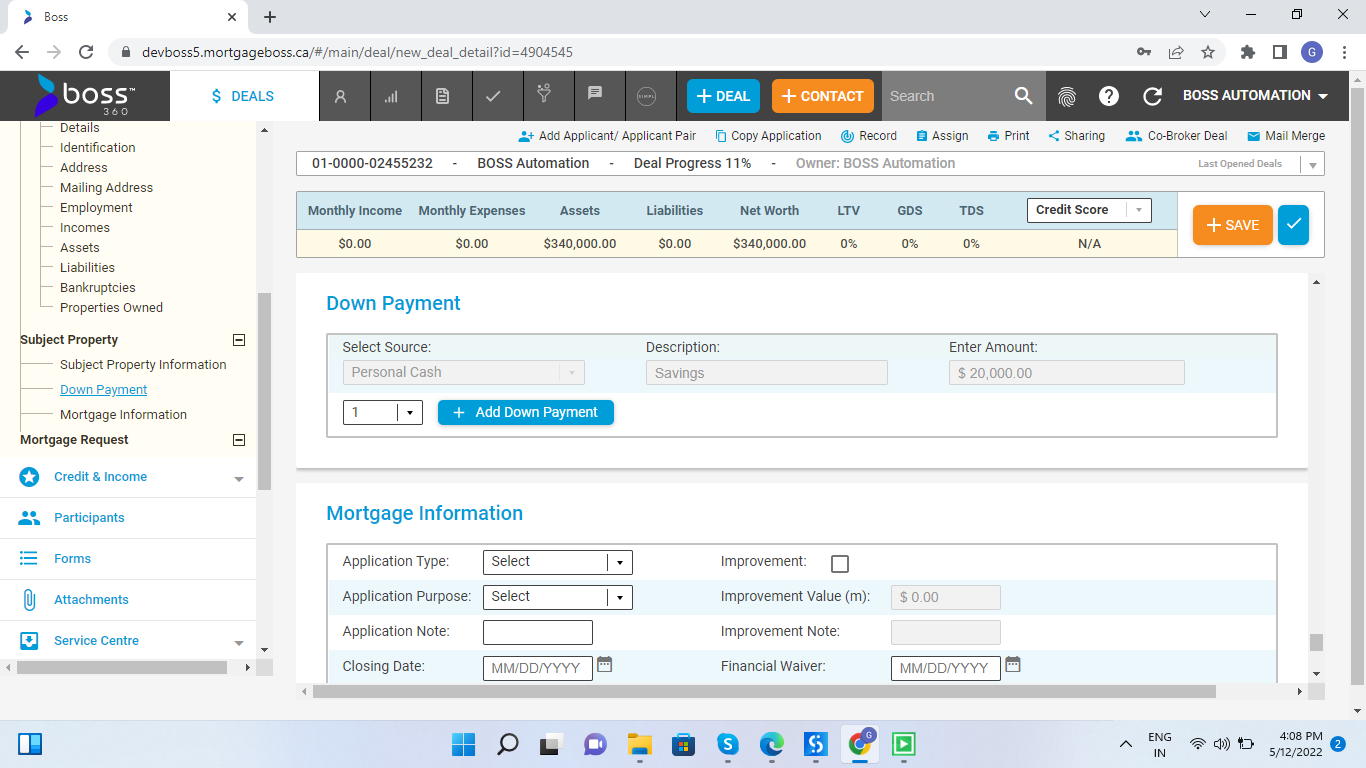 Boss
devboss5.mortgageboss.ca/#/main/deal/new_deal_detail?id=4904545
G
boss™
360
$ DEALS
SIMPL
+ DEAL
+ CONTACT
Search
BOSS AUTOMATION
Details
Identification
Address
Mailing Address
Employment
Incomes
Assets
Liabilities
Bankruptcies
Properties Owned
Subject Property
Subject Property Information
Down Payment
Mortgage Information
Mortgage Request
Credit & Income
Participants
Forms
Attachments
Service Centre
Add Applicant/ Applicant Pair
Copy Application
Record
Assign
Print
Sharing
Co-Broker Deal
Mail Merge
01-0000-02455232 - BOSS Automation - Deal Progress 11% - Owner: BOSS Automation
Last Opened Deals
Monthly Income Monthly Expenses Assets Liabilities Net Worth LTV GDS TDS Credit Score
$0.00 $0.00 $340,000.00 $0.00 $340,000.00 0% 0% 0% N/A
+ SAVE
Down Payment
Select Source: Description: Enter Amount:
Personal Cash Savings $ 20,000.00
1 + Add Down Payment
Mortgage Information
Application Type: Select Improvement:
Application Purpose: Select Improvement Value (m): $ 0.00
Application Note: Improvement Note:
Closing Date: MM/DD/YYYY Financial Waiver: MM/DD/YYYY
G
ENG
IN
4:08 PM
5/12/2022
2